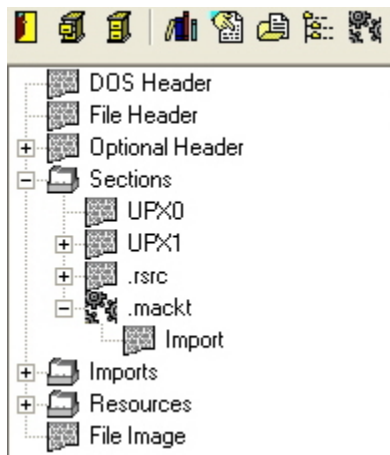 DOS Header
File Header
Optional Header
Sections
UPX0
UPX1
.rsrc
.mackt
Import
Imports
Resources
File Image